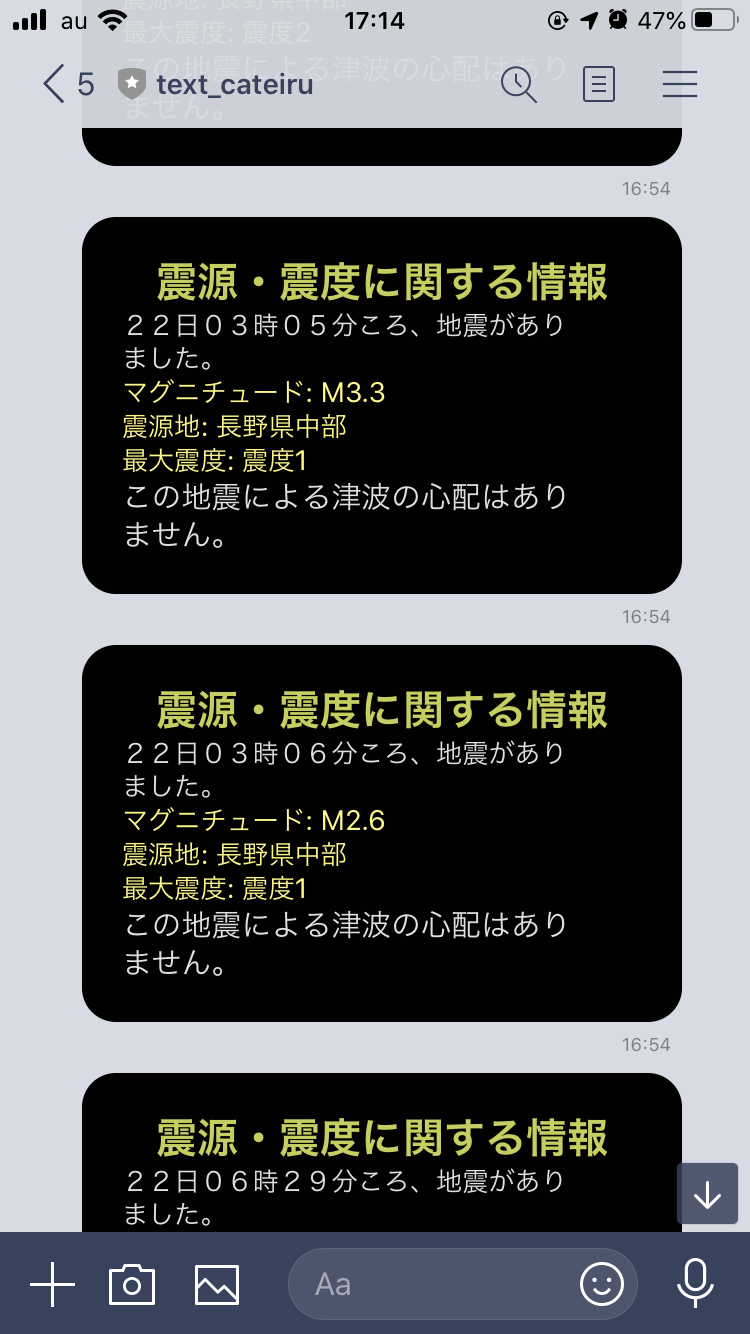 au 17:14 47%
震源地: 長野県中部
最大震度: 震度2
この地震による津波の心配はあり
ません。
5 text_cateiru
16:54
震源・震度に関する情報
２２日０３時０５分ころ、地震があり
ました。
マグニチュード: M3.3
震源地: 長野県中部
最大震度: 震度1
この地震による津波の心配はあり
ません。
16:54
震源・震度に関する情報
２２日０３時０６分ころ、地震があり
ました。
マグニチュード: M2.6
震源地: 長野県中部
最大震度: 震度1
この地震による津波の心配はあり
ません。
16:54
震源・震度に関する情報
２２日０６時２９分ころ、地震があり
ました。
Aa